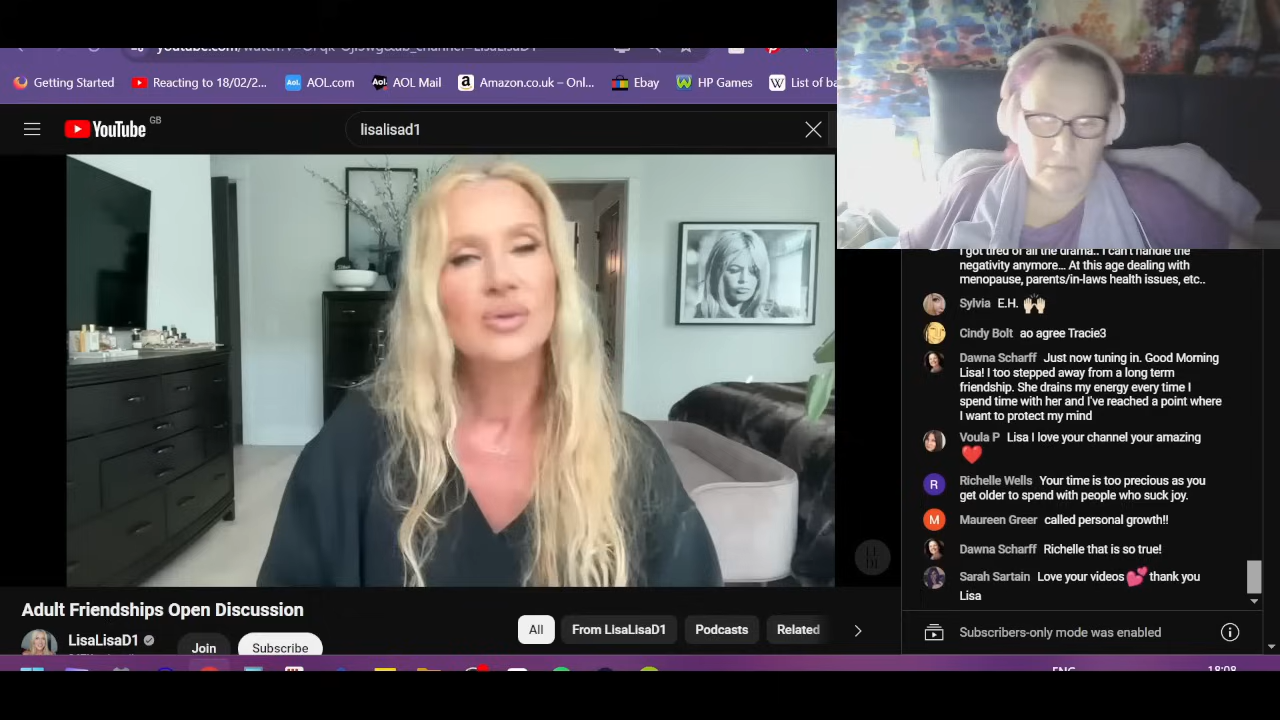 Getting Started
Reacting to 18/02/2...
AOL.com
AOL Mail
Amazon.co.uk – Onl...
Ebay
HP Games
List of ba
YouTube GB
lisalisad1
I got tired of all the drama.. I can't handle the
negativity anymore... At this age dealing with
menopause, parents/in-laws health issues, etc..
Sylvia E.H. 🙌🏻
Cindy Bolt ao agree Tracie3
Dawna Scharff Just now tuning in. Good Morning
Lisa! I too stepped away from a long term
friendship. She drains my energy every time I
spend time with her and I've reached a point where
I want to protect my mind
Voula P Lisa I love your channel your amazing
❤️
R Richelle Wells Your time is too precious as you
get older to spend with people who suck joy.
M Maureen Greer called personal growth!!
Dawna Scharff Richelle that is so true!
Sarah Sartain Love your videos 💕 thank you
Lisa
Subscribers-only mode was enabled
Adult Friendships Open Discussion
LisaLisaD1
Join
Subscribe
All
From LisaLisaD1
Podcasts
Related
ENG
18:08